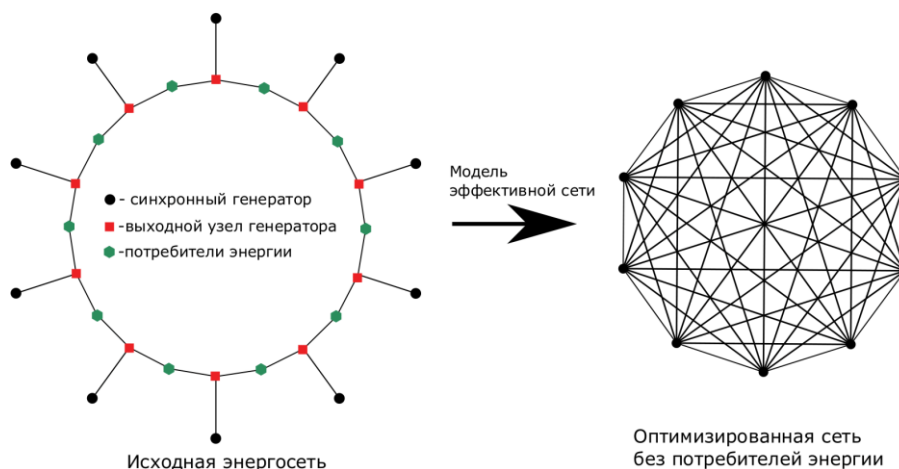 - синхронный генератор
-выходной узел генератора
-потребители энергии
Исходная энергосеть
Модель
эффективной сети
Оптимизированная сеть
без потребителей энергии